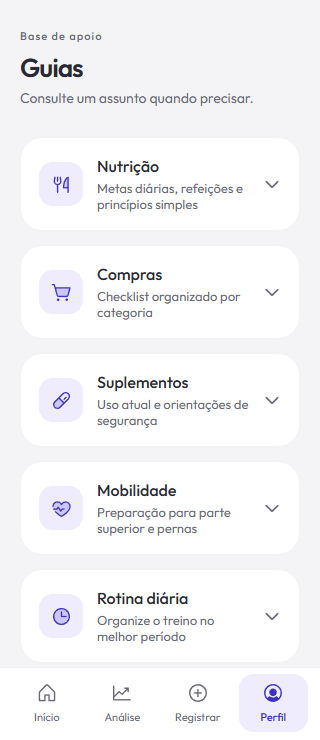 Base de apoio
Guias
Consulte um assunto quando precisar.
Nutrição
Metas diárias, refeições e
princípios simples
Compras
Checklist organizado por
categoria
Suplementos
Uso atual e orientações de
segurança
Mobilidade
Preparação para parte
superior e pernas
Rotina diária
Organize o treino no
melhor período
Início
Análise
Registrar
Perfil